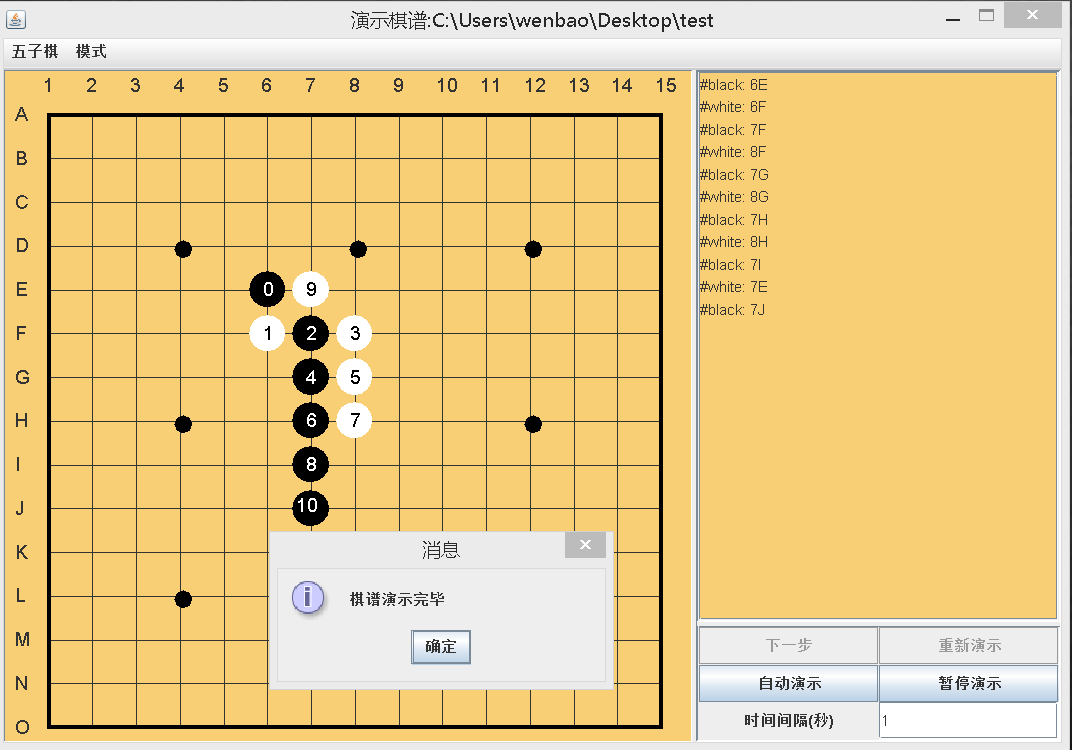 演示棋谱:C:\Users\wenbao\Desktop\test
五子棋 模式
1 2 3 4 5 6 7 8 9 10 11 12 13 14 15
A
B
C
D
E 0 9
F 1 2 3
G 4 5
H 6 7
I 8
J 10
K
L
M
N
O
消息
棋谱演示完毕
确定
#black: 6E
#white: 6F
#black: 7F
#white: 8F
#black: 7G
#white: 8G
#black: 7H
#white: 8H
#black: 7I
#white: 7E
#black: 7J
下一步 重新演示
自动演示 暂停演示
时间间隔(秒) 1